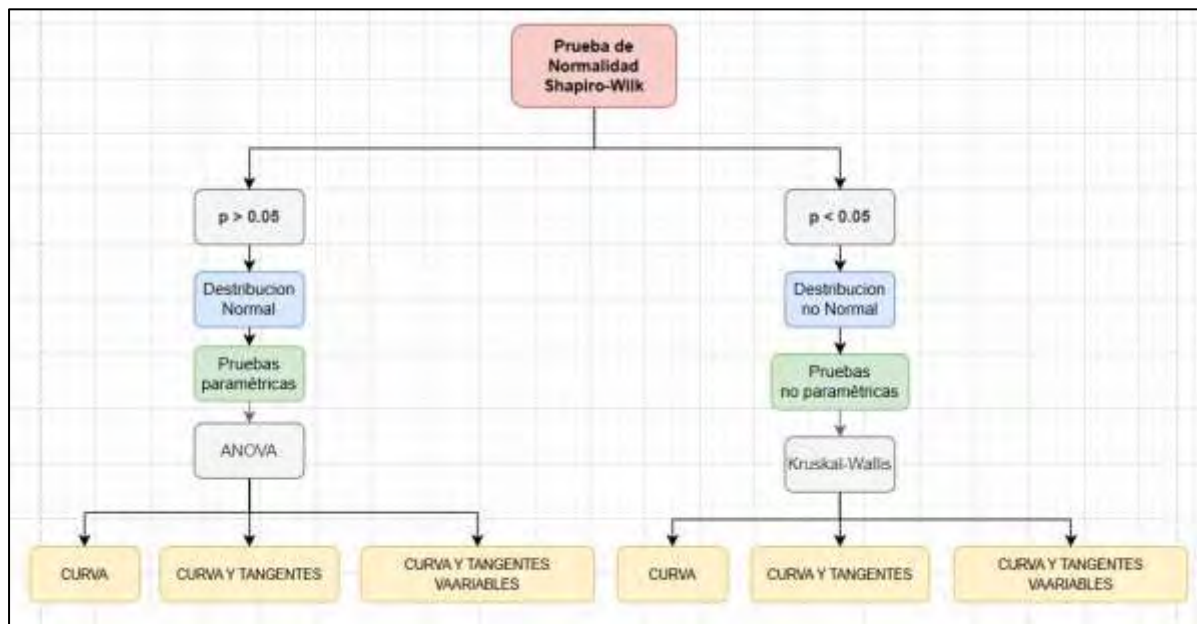 Prueba de
Normalidad
Shapiro-Wilk
p > 0.05
p < 0.05
Destribucion
Normal
Destribucion
no Normal
Pruebas
paramétricas
Pruebas
no paramétricas
ANOVA
Kruskal-Wallis
CURVA
CURVA Y TANGENTES
CURVA Y TANGENTES
VAARIABLES
CURVA
CURVA Y TANGENTES
CURVA Y TANGENTES
VAARIABLES